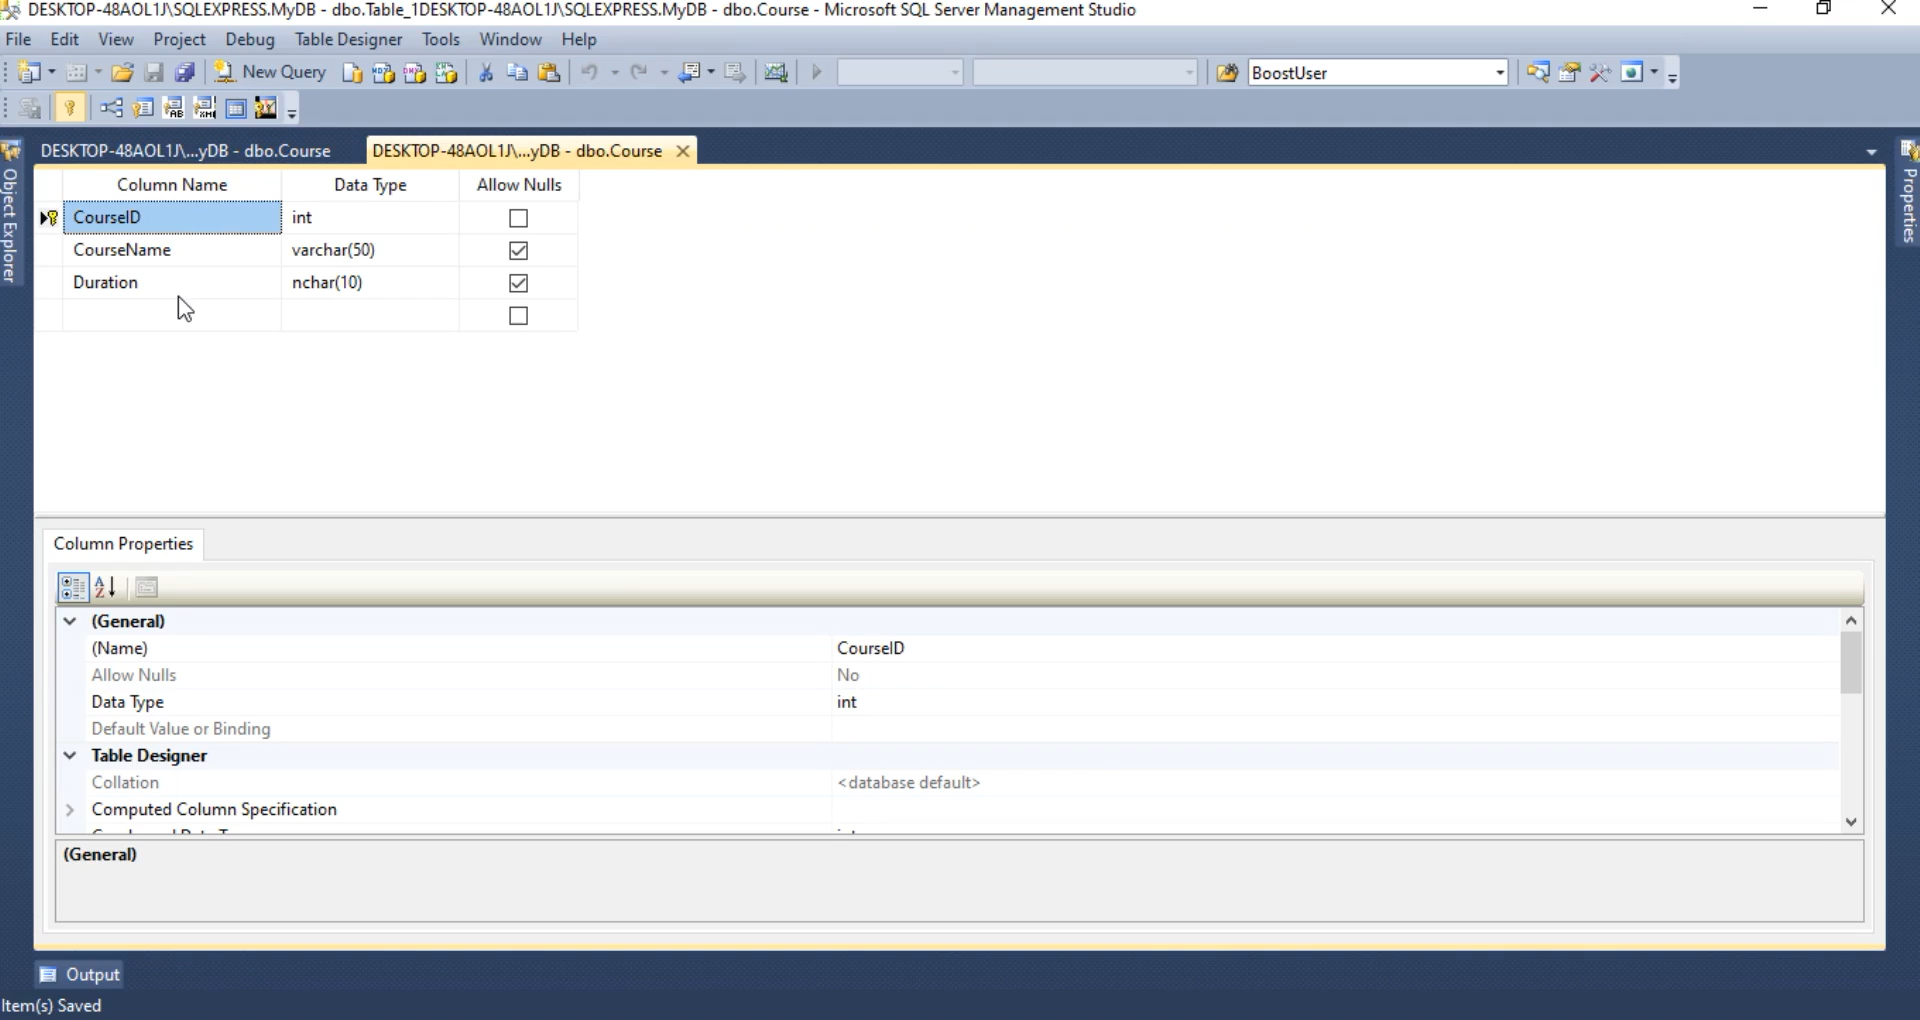 DESKTOP-48AOL1J\SQLEXPRESS.MyDB - dbo.Table_1DESKTOP-48AOL1J\SQLEXPRESS.MyDB - dbo.Course - Microsoft SQL Server Management Studio
File Edit View Project Debug Table Designer Tools Window Help
New Query BoostUser
DESKTOP-48AOL1J\...yDB - dbo.Course DESKTOP-48AOL1J\...yDB - dbo.Course
Object Explorer
Properties
Column Name Data Type Allow Nulls
CourseID int
CourseName varchar(50)
Duration nchar(10)
Column Properties
(General)
(Name) CourseID
Allow Nulls No
Data Type int
Default Value or Binding
Table Designer
Collation <database default>
Computed Column Specification
(General)
Output
Item(s) Saved